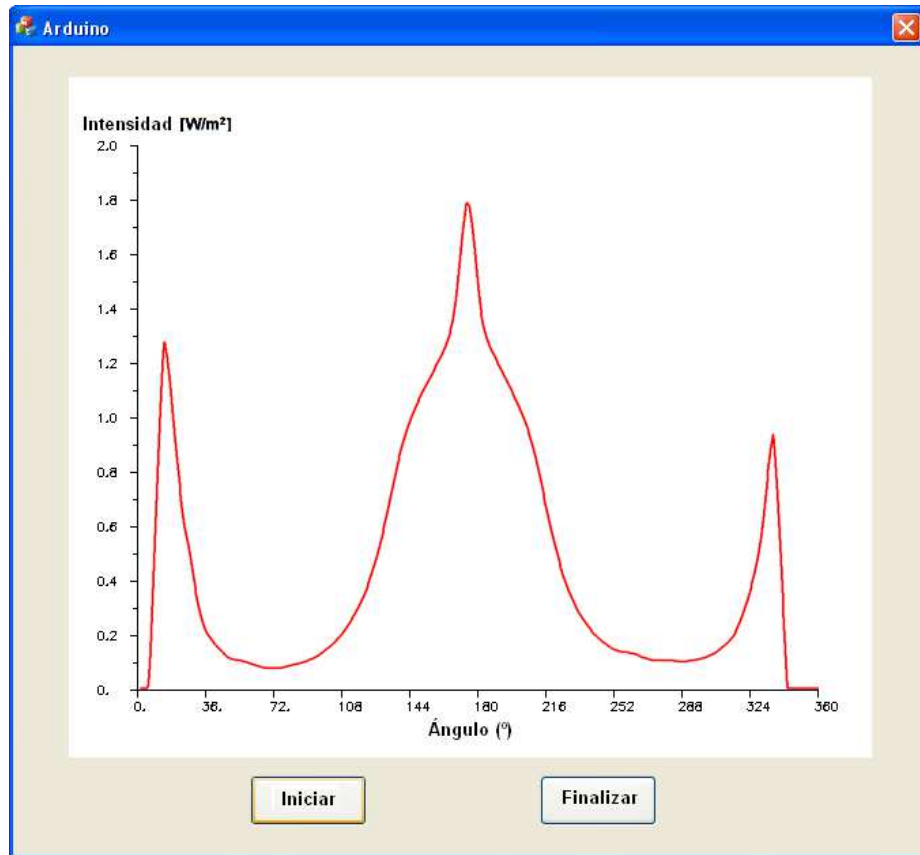 Arduino
Intensidad [W/m²]
2.0
1.8
1.6
1.4
1.2
1.0
0.8
0.6
0.4
0.2
0.
0. 36. 72. 108 144 180 216 252 288 324 360
Ángulo (º)
Iniciar Finalizar